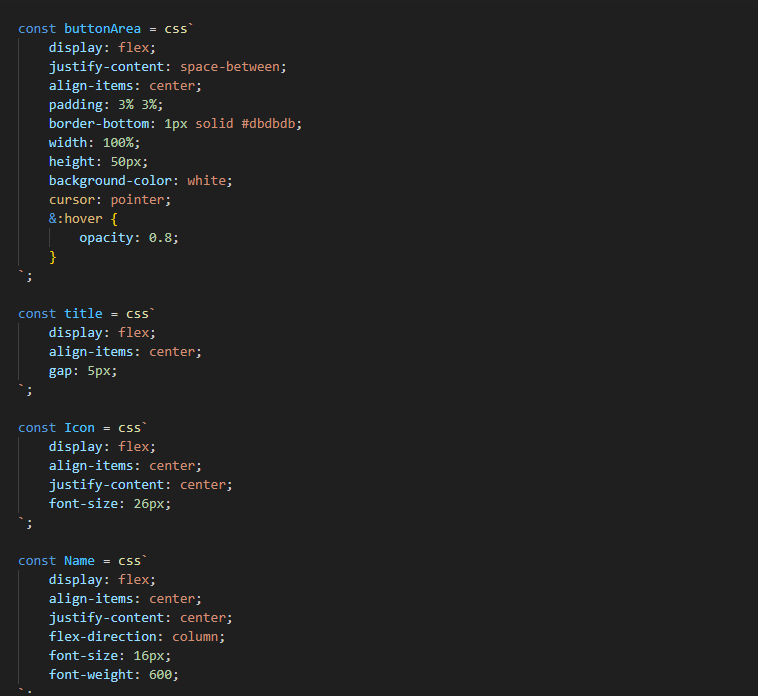 const buttonArea = css`
    display: flex;
    justify-content: space-between;
    align-items: center;
    padding: 3% 3%;
    border-bottom: 1px solid #dbdbdb;
    width: 100%;
    height: 50px;
    background-color: white;
    cursor: pointer;
    &:hover {
        opacity: 0.8;
    }
`;
const title = css`
    display: flex;
    align-items: center;
    gap: 5px;
`;
const Icon = css`
    display: flex;
    align-items: center;
    justify-content: center;
    font-size: 26px;
`;
const Name = css`
    display: flex;
    align-items: center;
    justify-content: center;
    flex-direction: column;
    font-size: 16px;
    font-weight: 600;
`;